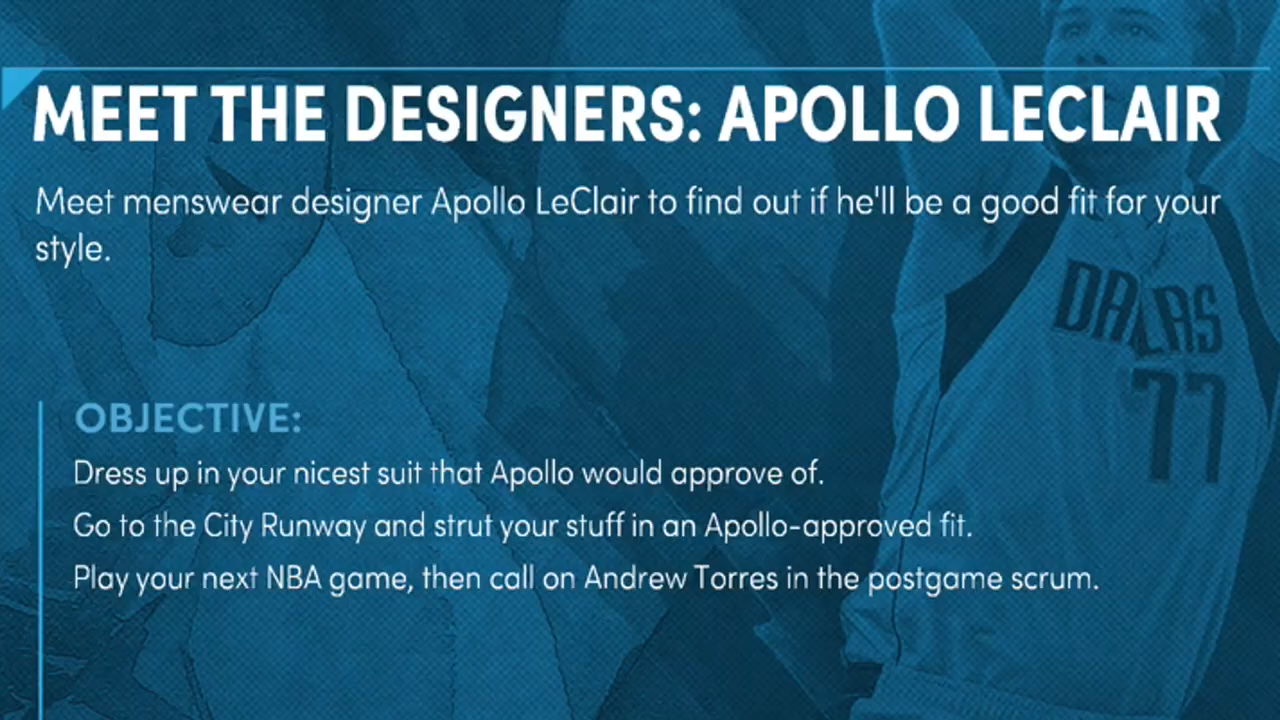 MEET THE DESIGNERS: APOLLO LECLAIR
Meet menswear designer Apollo LeClair to find out if he'll be a good fit for your
style.
DALLAS
77
OBJECTIVE:
Dress up in your nicest suit that Apollo would approve of.
Go to the City Runway and strut your stuff in an Apollo-approved fit.
Play your next NBA game, then call on Andrew Torres in the postgame scrum.